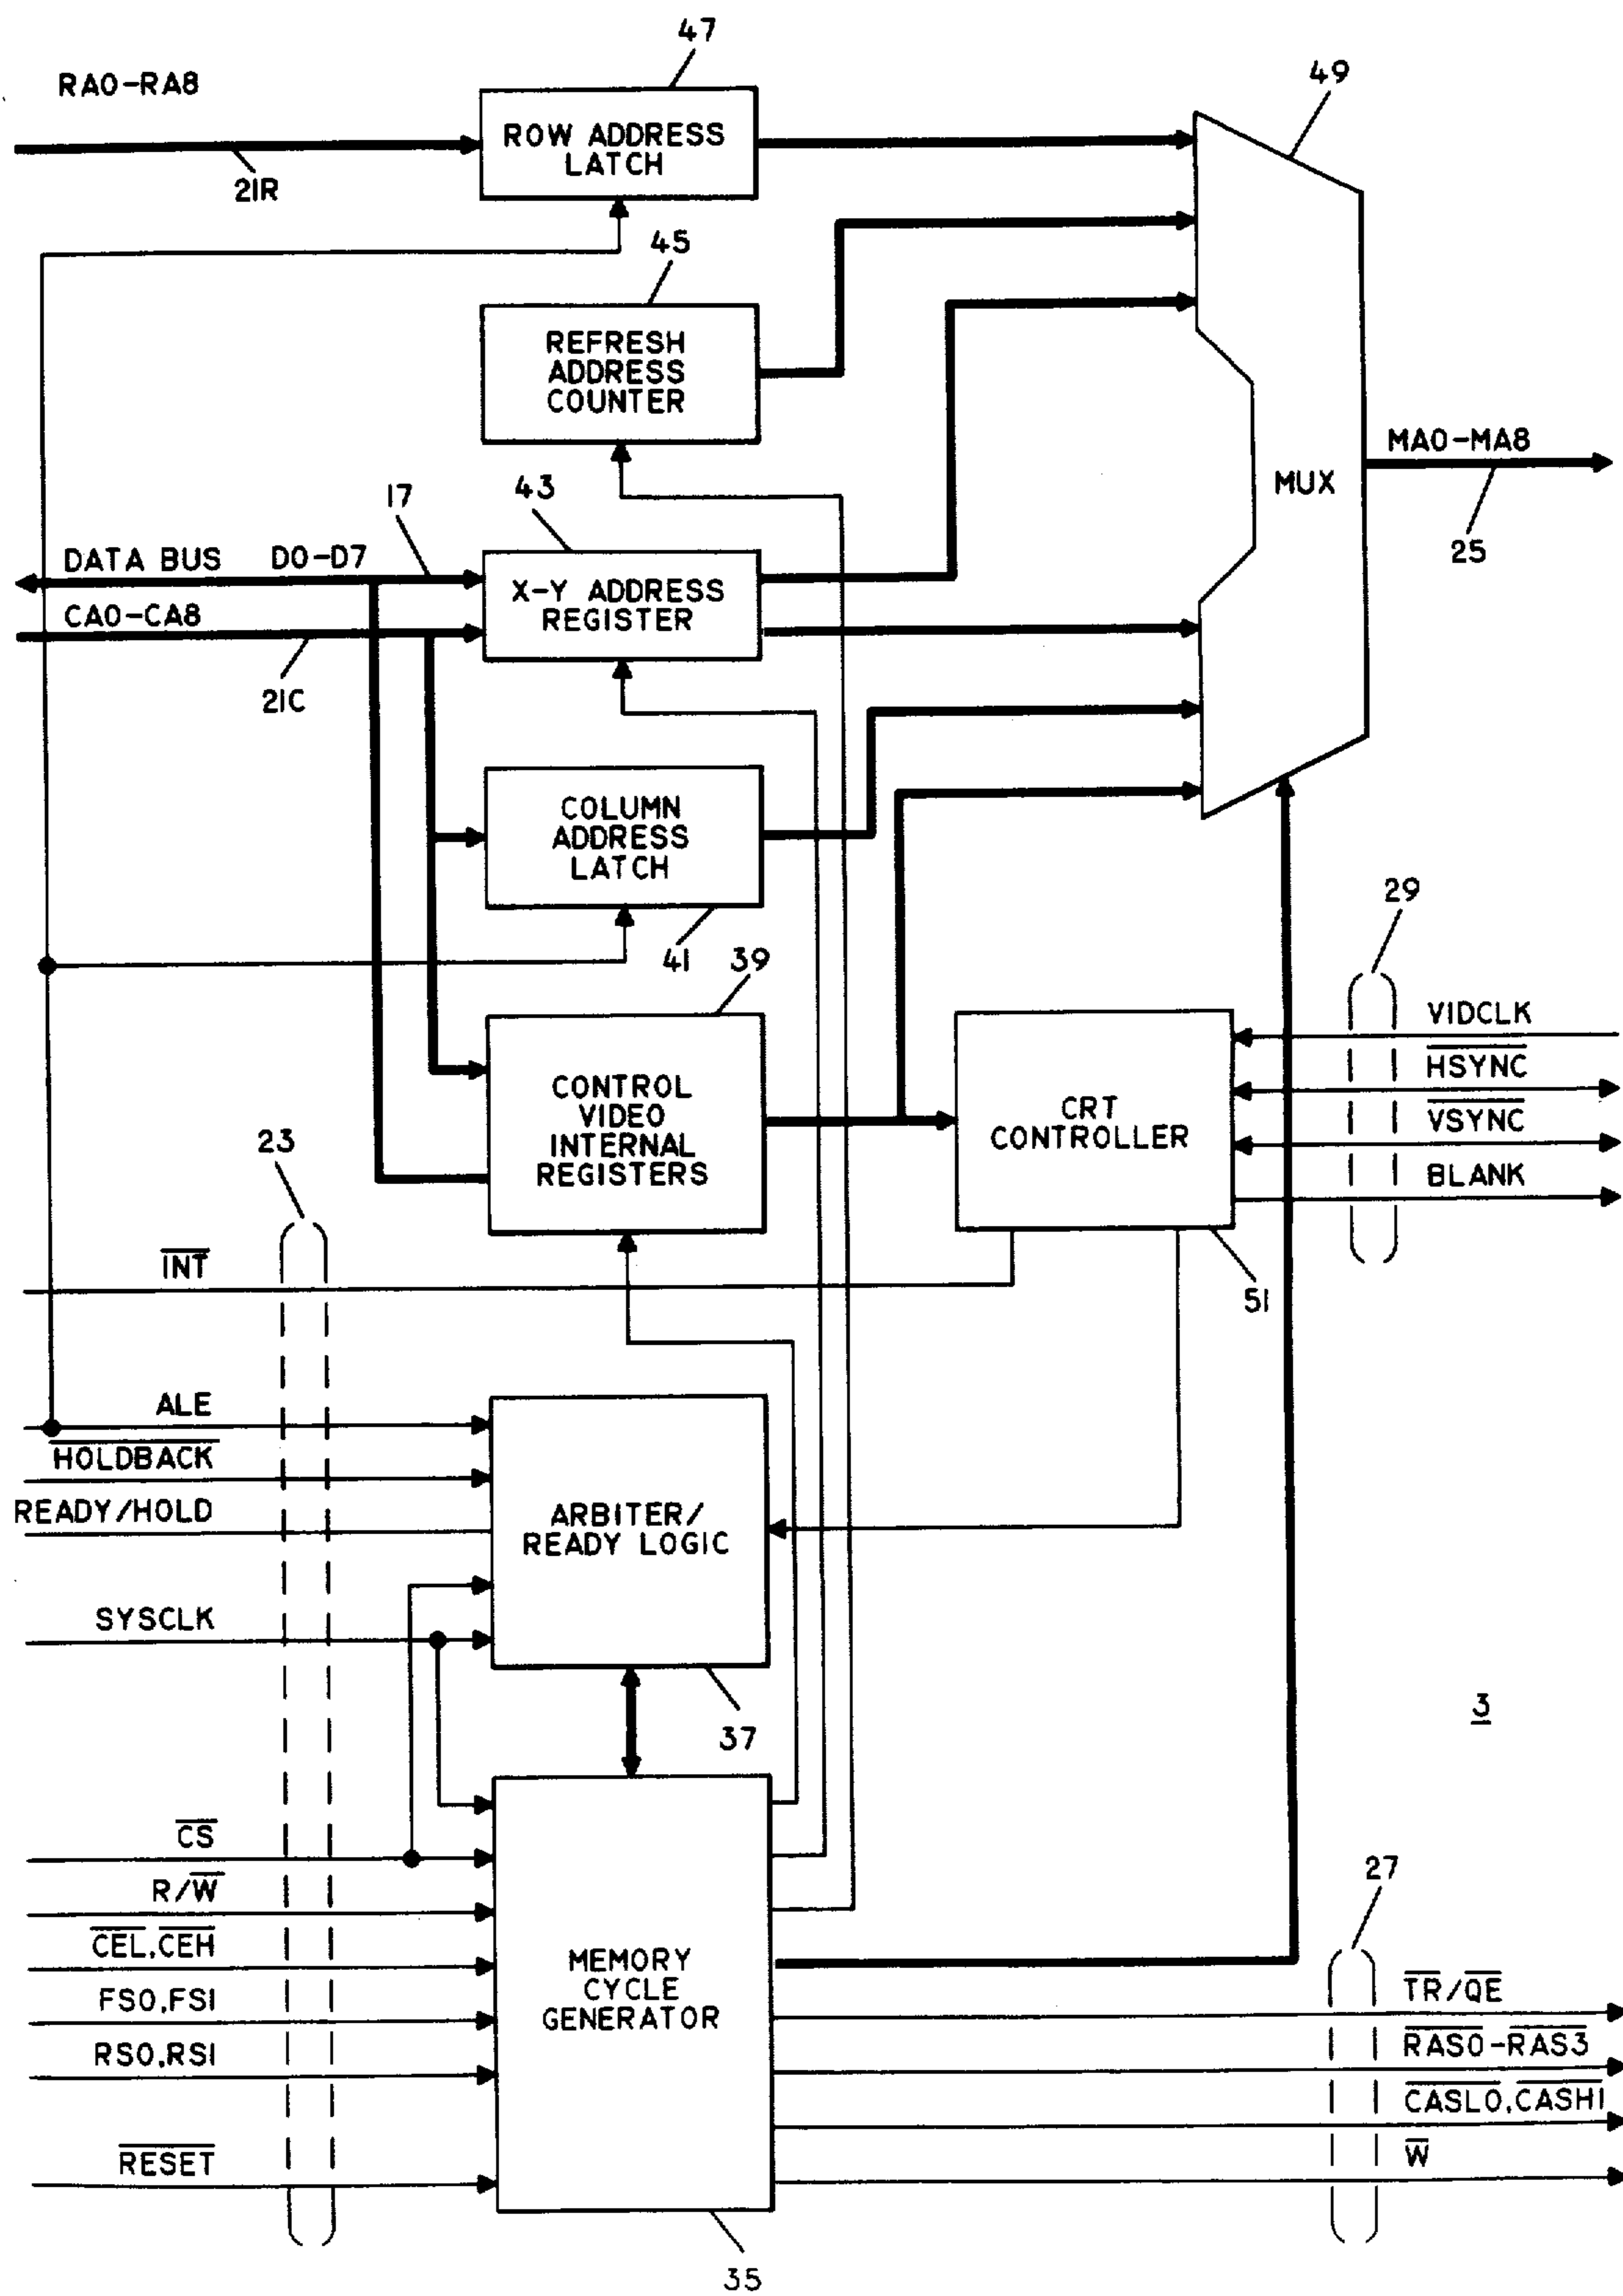 47
RA0-RA8
49
ROW ADDRESS
LATCH
21R
45
REFRESH
ADDRESS
COUNTER
MA0-MA8
MUX
25
17
43
DATA BUS D0-D7
X-Y ADDRESS
REGISTER
CA0-CA8
21C
COLUMN
ADDRESS
LATCH
41
29
39
VIDCLK
HSYNC
VSYNC
BLANK
CONTROL
VIDEO
INTERNAL
REGISTERS
CRT
CONTROLLER
23
INT
51
ALE
HOLDBACK
READY/HOLD
ARBITER/
READY LOGIC
SYSCLK
37
3
CS
R/W
CEL,CEH
FS0,FS1
RS0,RS1
RESET
MEMORY
CYCLE
GENERATOR
27
TR/QE
RAS0-RAS3
CASL0,CASH1
W
35